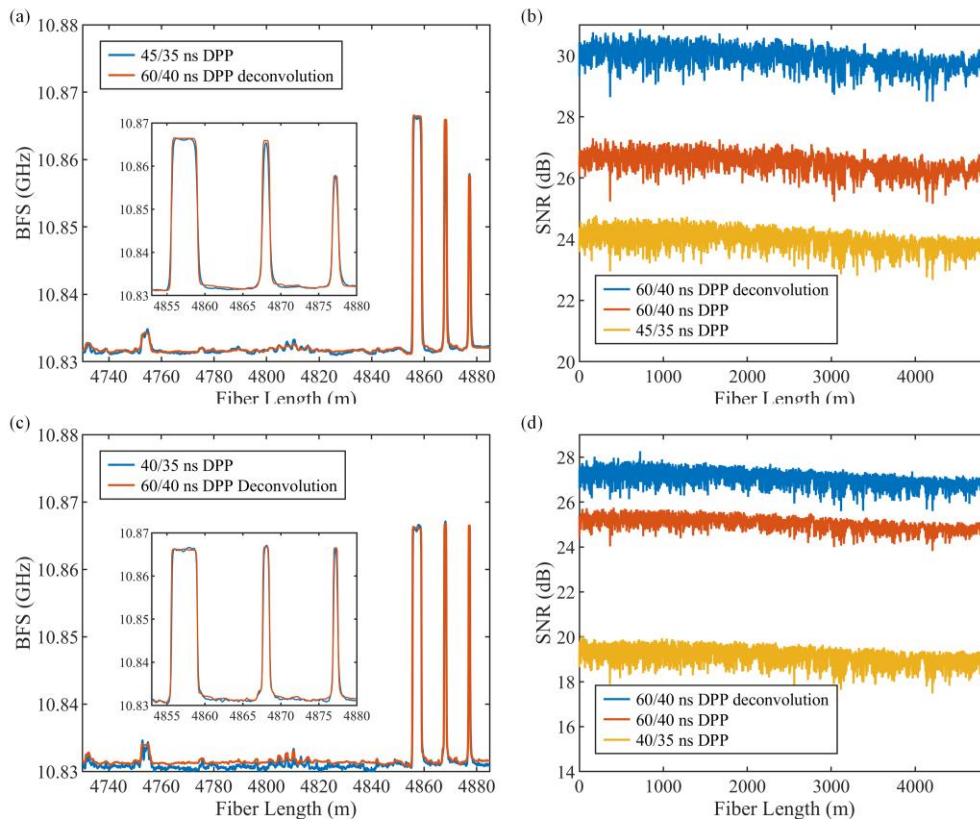 (a)
10.88
10.87
10.86
10.85
10.84
10.83
BFS (GHz)
45/35 ns DPP
60/40 ns DPP deconvolution
10.87
10.86
10.85
10.84
10.83
4855 4860 4865 4870 4875 4880
4740 4760 4780 4800 4820 4840 4860 4880
Fiber Length (m)
(b)
30
28
26
24
22
20
SNR (dB)
60/40 ns DPP deconvolution
60/40 ns DPP
45/35 ns DPP
0 1000 2000 3000 4000
Fiber Length (m)
(c)
10.88
10.87
10.86
10.85
10.84
10.83
BFS (GHz)
40/35 ns DPP
60/40 ns DPP Deconvolution
10.87
10.86
10.85
10.84
10.83
4855 4860 4865 4870 4875 4880
4740 4760 4780 4800 4820 4840 4860 4880
Fiber Length (m)
(d)
28
26
24
22
20
18
16
14
SNR (dB)
60/40 ns DPP deconvolution
60/40 ns DPP
40/35 ns DPP
0 1000 2000 3000 4000
Fiber Length (m)